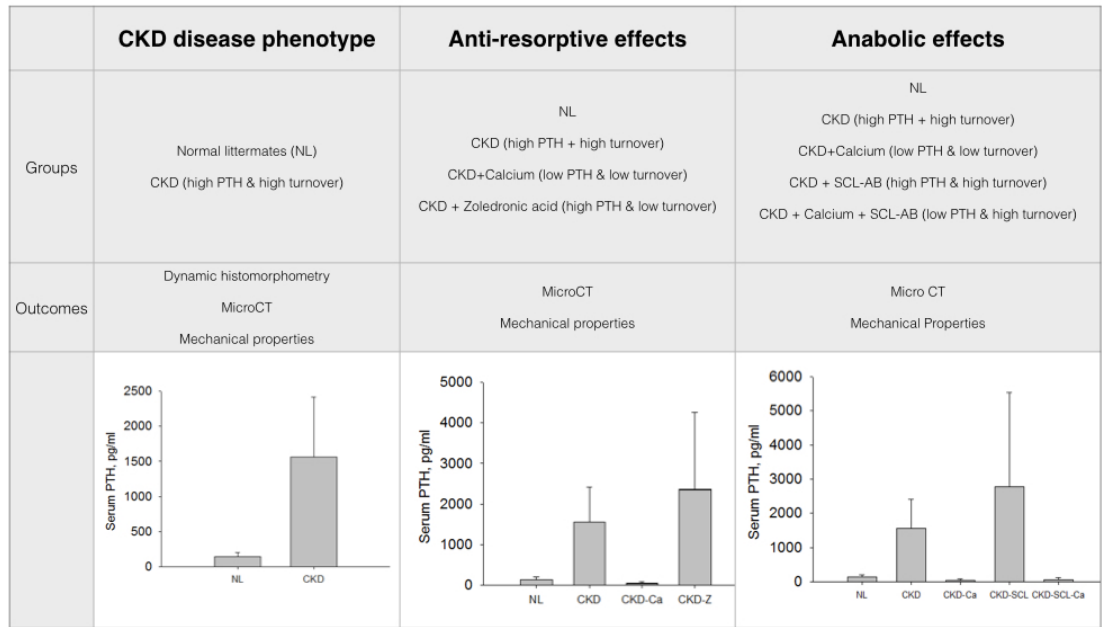 CKD disease phenotype
Anti-resorptive effects
Anabolic effects
Groups
Normal littermates (NL)
CKD (high PTH & high turnover)
NL
CKD (high PTH + high turnover)
CKD+Calcium (low PTH & low turnover)
CKD + Zoledronic acid (high PTH & low turnover)
NL
CKD (high PTH + high turnover)
CKD+Calcium (low PTH & low turnover)
CKD + SCL-AB (high PTH & high turnover)
CKD + Calcium + SCL-AB (low PTH & high turnover)
Outcomes
Dynamic histomorphometry
MicroCT
Mechanical properties
MicroCT
Mechanical properties
Micro CT
Mechanical Properties
Serum PTH, pg/ml
2500
2000
1500
1000
500
0
NL CKD
Serum PTH, pg/ml
5000
4000
3000
2000
1000
0
NL CKD CKD-Ca CKD-Z
Serum PTH, pg/ml
6000
5000
4000
3000
2000
1000
0
NL CKD CKD-Ca CKD-SCL CKD-SCL-Ca